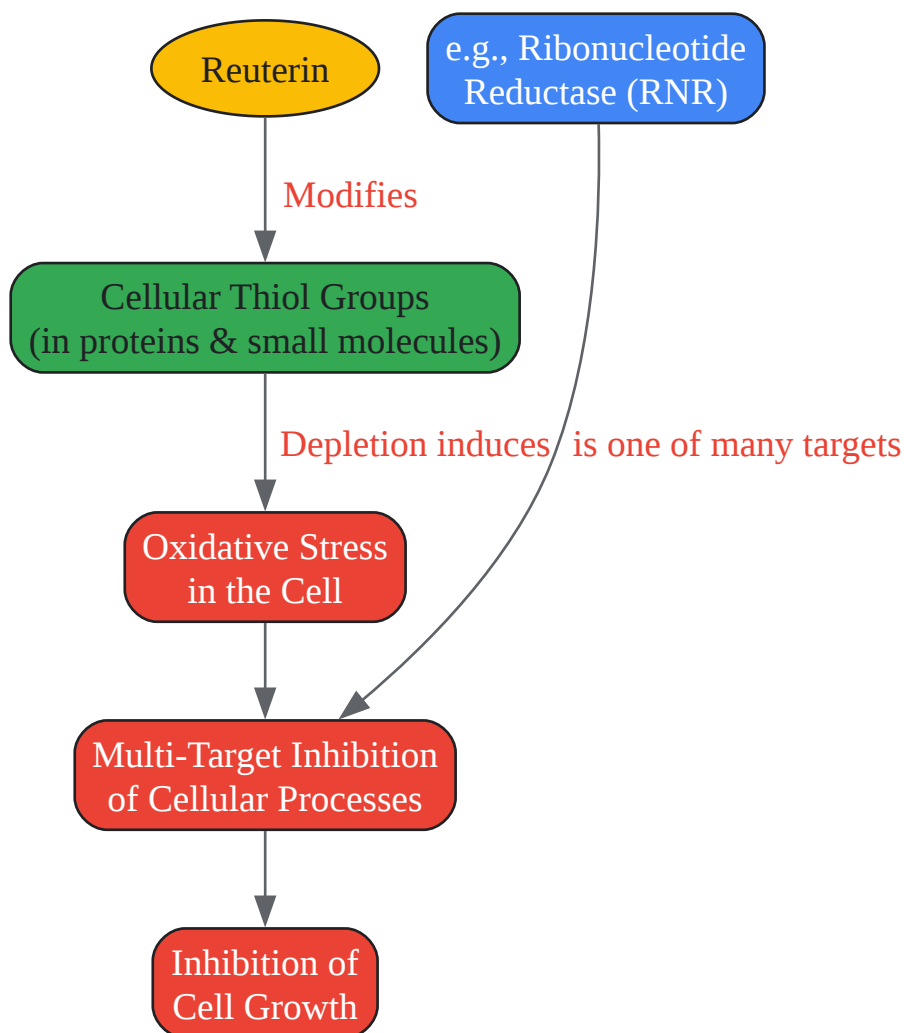 Reuterin
e.g., Ribonucleotide
Reductase (RNR)
Modifies
Cellular Thiol Groups
(in proteins & small molecules)
Depletion induces
is one of many targets
Oxidative Stress
in the Cell
Multi-Target Inhibition
of Cellular Processes
Inhibition of
Cell Growth